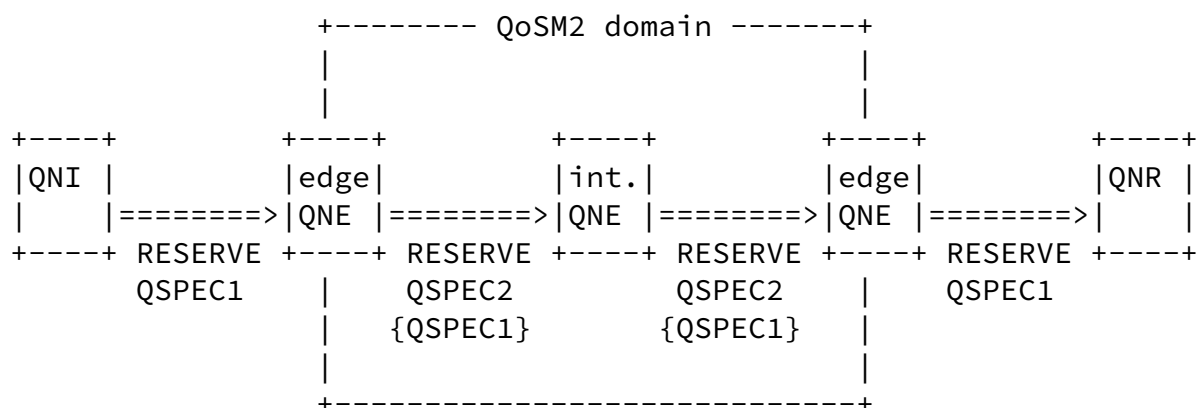 +-------- QoSM2 domain -------+
| |
| |
+----+ +----+ +----+ +----+ +----+
|QNI | |edge| |int.| |edge| |QNR |
| |========>|QNE |========>|QNE |========>|QNE |========>| |
+----+ RESERVE +----+ RESERVE +----+ RESERVE +----+ RESERVE +----+
QSPEC1 | QSPEC2 QSPEC2 | QSPEC1
| {QSPEC1} {QSPEC1} |
| |
+-----------------------------+